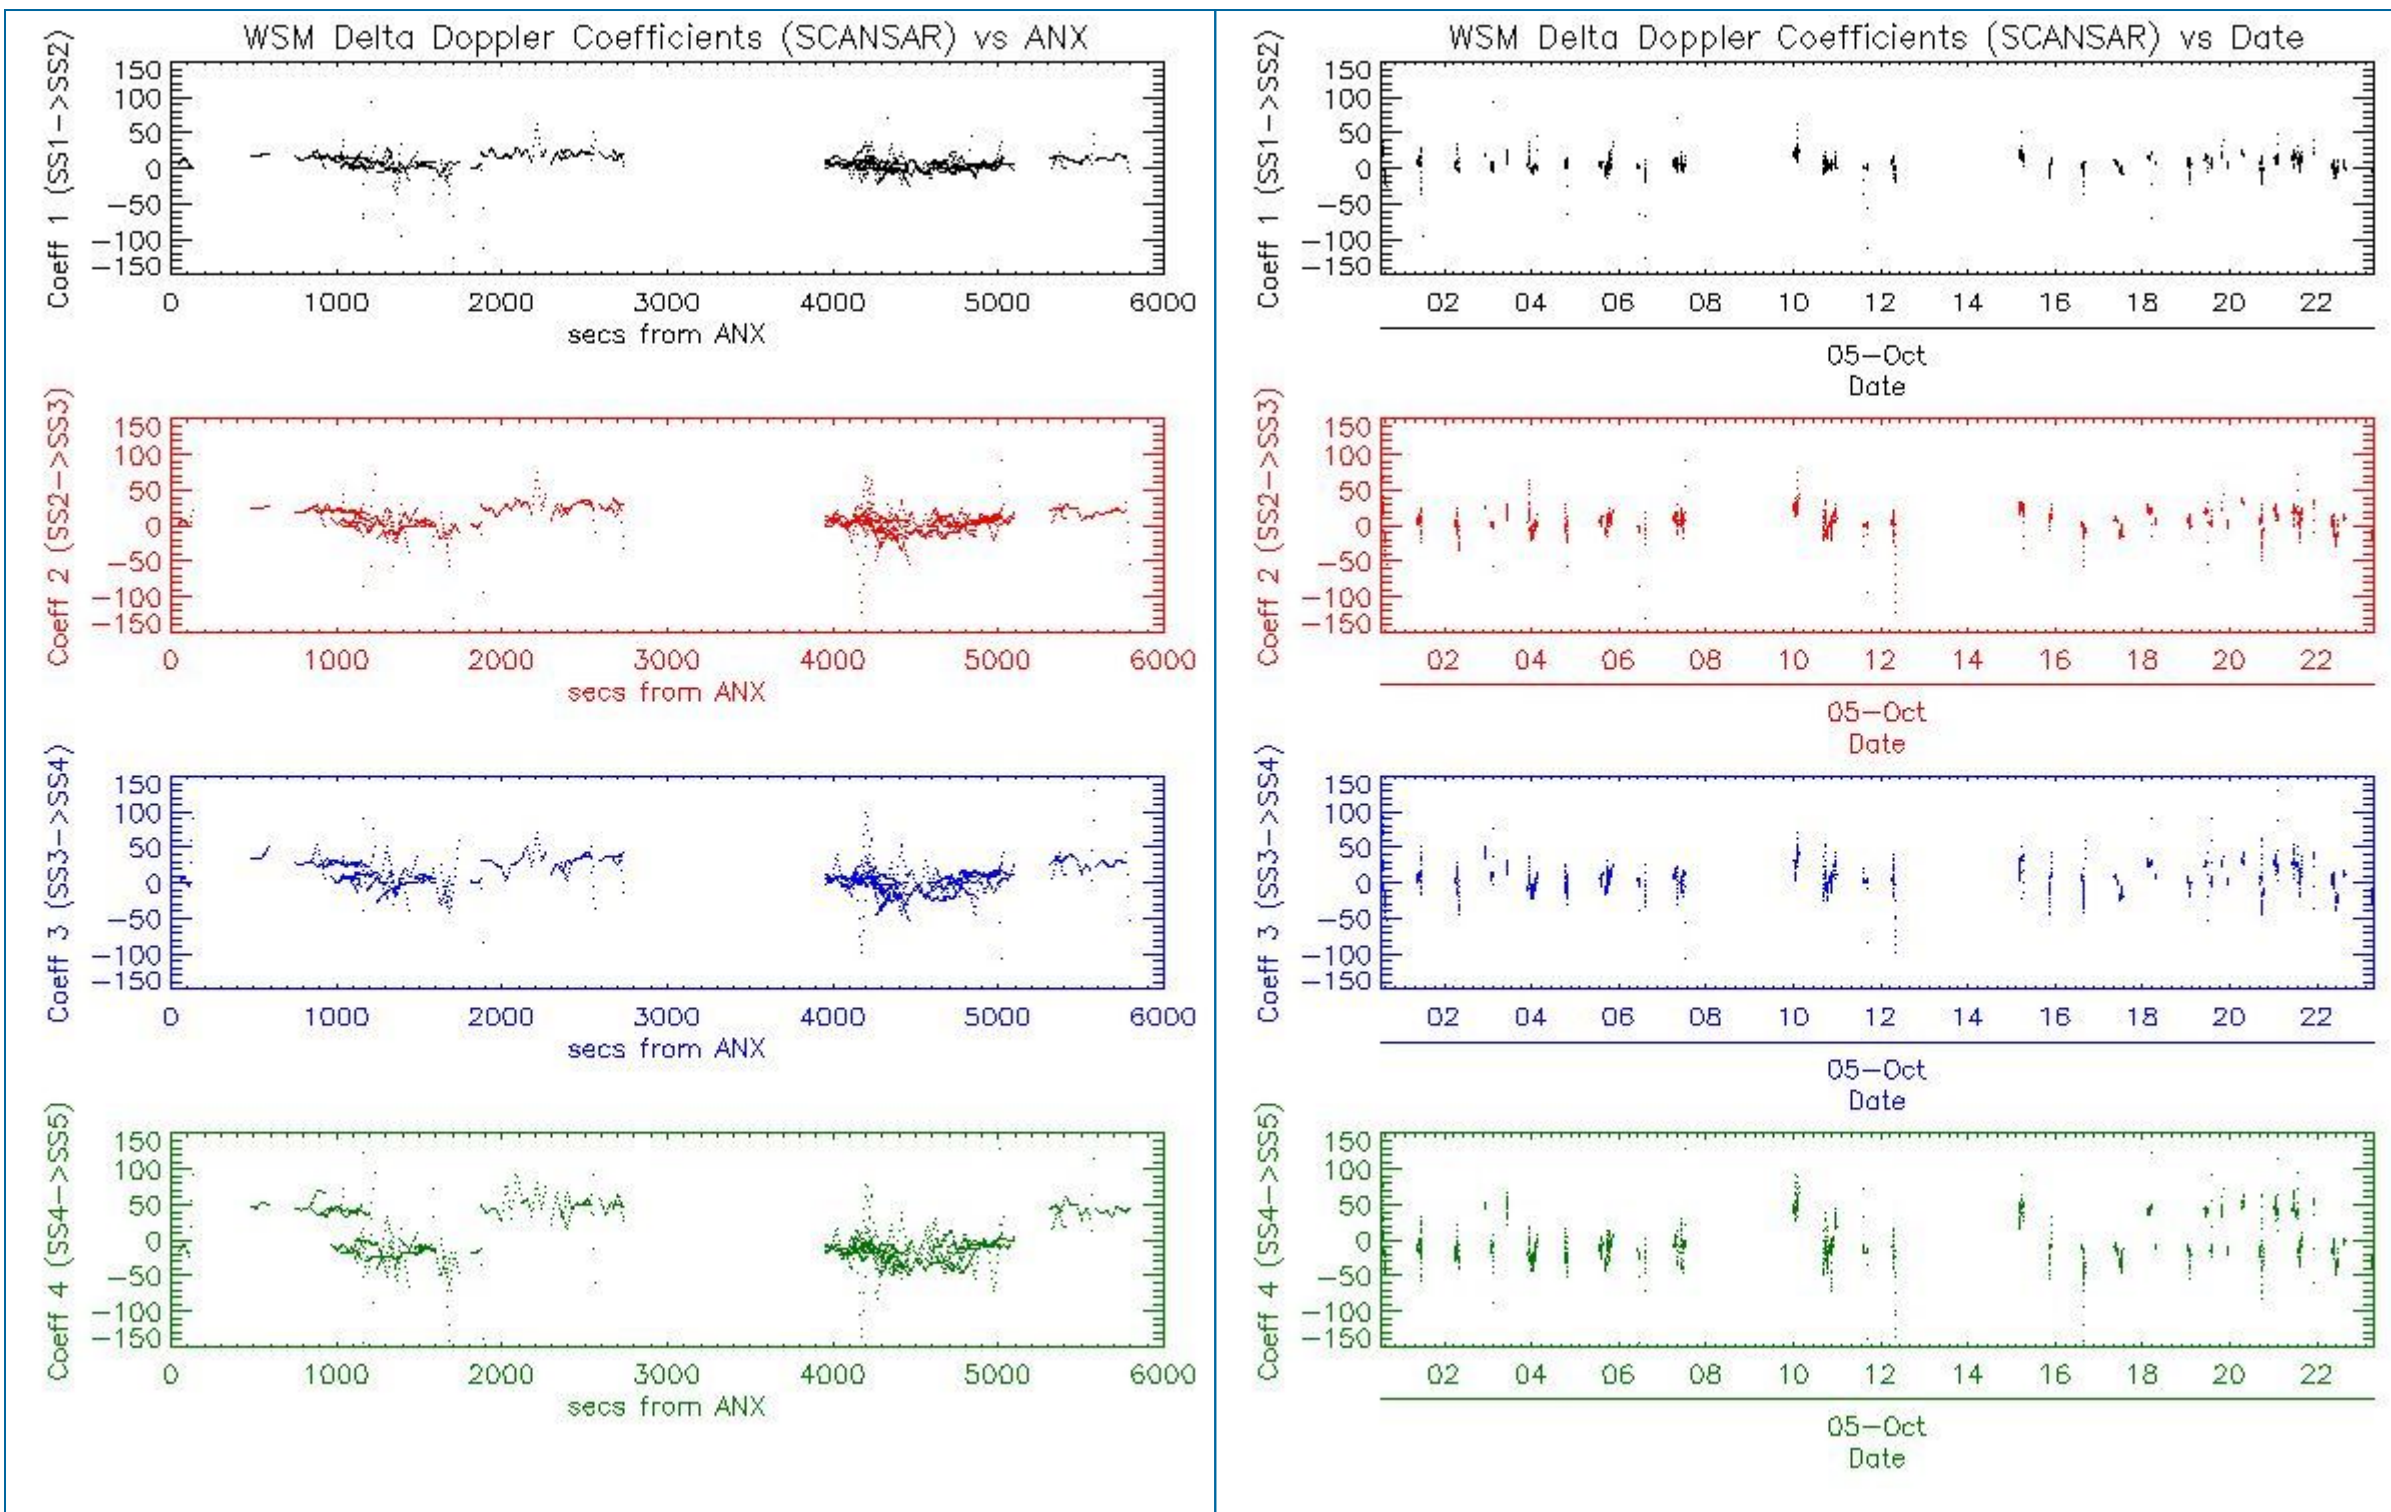 WSM Delta Doppler Coefficients (SCANSAR) vs ANX
Coeff 1 (SS1->SS2)
150
100
50
0
-50
-100
-150
0 1000 2000 3000 4000 5000 6000
secs from ANX
Coeff 2 (SS2->SS3)
150
100
50
0
-50
-100
-150
0 1000 2000 3000 4000 5000 6000
secs from ANX
Coeff 3 (SS3->SS4)
150
100
50
0
-50
-100
-150
0 1000 2000 3000 4000 5000 6000
secs from ANX
Coeff 4 (SS4->SS5)
150
100
50
0
-50
-100
-150
0 1000 2000 3000 4000 5000 6000
secs from ANX
WSM Delta Doppler Coefficients (SCANSAR) vs Date
Coeff 1 (SS1->SS2)
150
100
50
0
-50
-100
-150
02 04 06 08 10 12 14 16 18 20 22
05-Oct
Date
Coeff 2 (SS2->SS3)
150
100
50
0
-50
-100
-150
02 04 06 08 10 12 14 16 18 20 22
05-Oct
Date
Coeff 3 (SS3->SS4)
150
100
50
0
-50
-100
-150
02 04 06 08 10 12 14 16 18 20 22
05-Oct
Date
Coeff 4 (SS4->SS5)
150
100
50
0
-50
-100
-150
02 04 06 08 10 12 14 16 18 20 22
05-Oct
Date